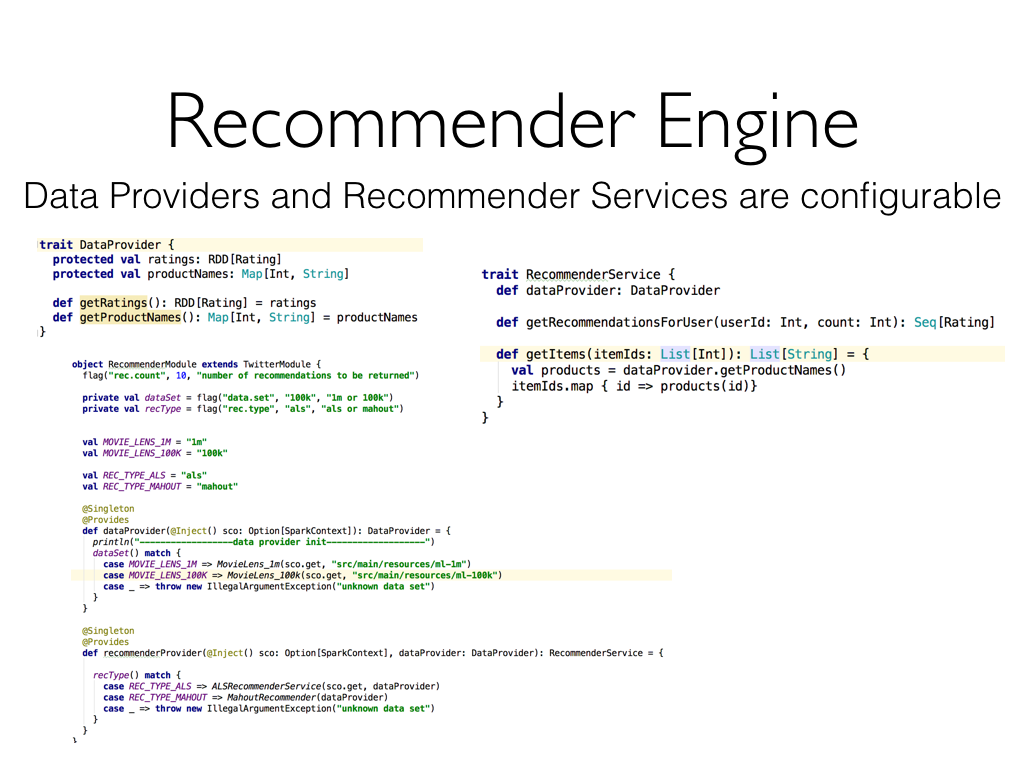 Recommender Engine
Data Providers and Recommender Services are configurable
trait DataProvider {
  protected val ratings: RDD[Rating]
  protected val productNames: Map[Int, String]

  def getRatings(): RDD[Rating] = ratings
  def getProductNames(): Map[Int, String] = productNames
}
trait RecommenderService {
  def dataProvider: DataProvider

  def getRecommendationsForUser(userId: Int, count: Int): Seq[Rating]

  def getItems(itemIds: List[Int]): List[String] = {
    val products = dataProvider.getProductNames()
    itemIds.map { id => products(id)}
  }
}
object RecommenderModule extends TwitterModule {
  flag("rec.count", 10, "number of recommendations to be returned")

  private val dataSet = flag("data.set", "100k", "1m or 100k")
  private val recType = flag("rec.type", "als", "als or mahout")

  val MOVIE_LENS_1M = "1m"
  val MOVIE_LENS_100K = "100k"

  val REC_TYPE_ALS = "als"
  val REC_TYPE_MAHOUT = "mahout"

  @Singleton
  @Provides
  def dataProvider(@Inject() sco: Option[SparkContext]): DataProvider = {
    println("------------------data provider init-------------------")
    dataSet() match {
      case MOVIE_LENS_1M => MovieLens_1m(sco.get, "src/main/resources/ml-1m")
      case MOVIE_LENS_100K => MovieLens_100k(sco.get, "src/main/resources/ml-100k")
      case _ => throw new IllegalArgumentException("unknown data set")
    }
  }

  @Singleton
  @Provides
  def recommenderProvider(@Inject() sco: Option[SparkContext], dataProvider: DataProvider): RecommenderService = {

    recType() match {
      case REC_TYPE_ALS => ALSRecommenderService(sco.get, dataProvider)
      case REC_TYPE_MAHOUT => MahoutRecommender(dataProvider)
      case _ => throw new IllegalArgumentException("unknown data set")
    }
  }
}